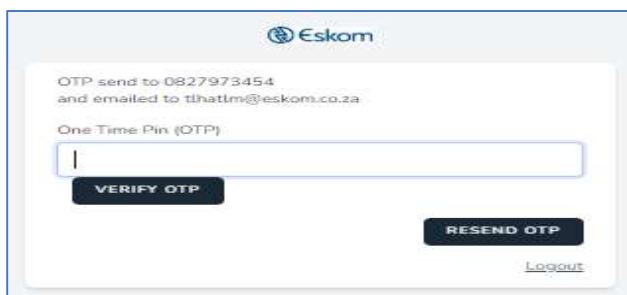 Eskom
OTP send to 0827973454
and emailed to tlhatlm@eskom.co.za
One Time Pin (OTP)
VERIFY OTP
RESEND OTP
Logout